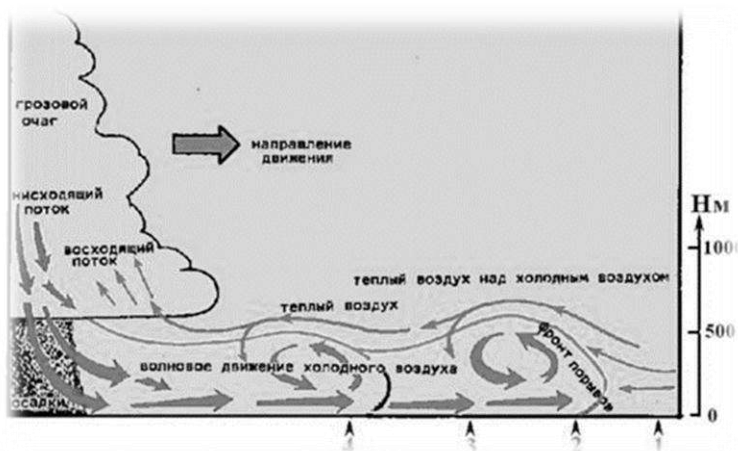 грозовой
очаг
направление
движения
нисходящий
поток
восходящий
поток
Нм
1000
теплый воздух над холодным воздухом
теплый воздух
500
фронт порывов
волновое движение холодного воздуха
осадки
0
4
3
2
1